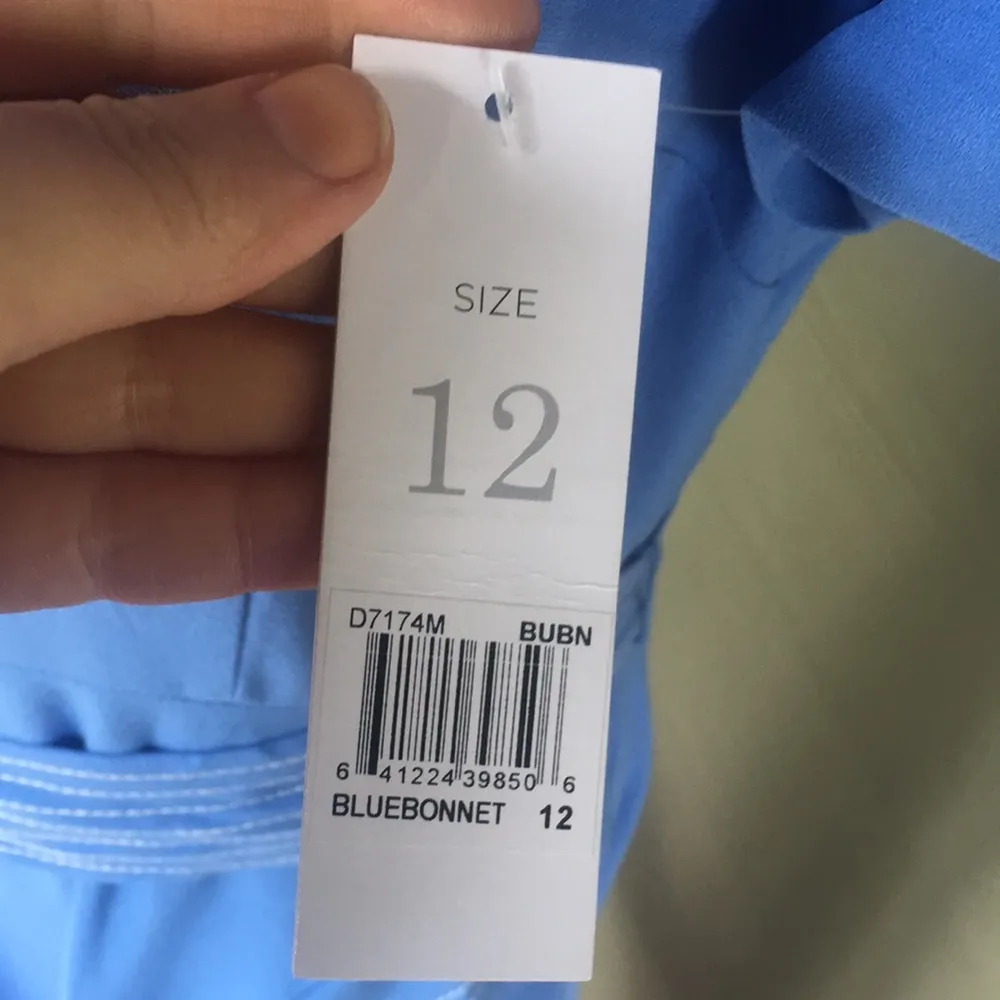 SIZE
12
D7174M BUBN
6 41224 39850 6
BLUEBONNET 12